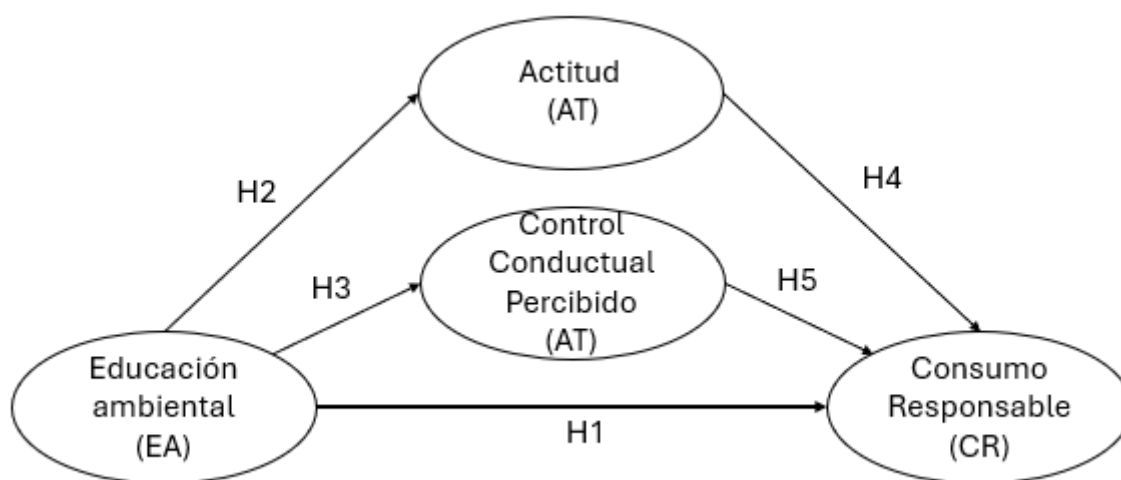 Actitud
(AT)
H2
H4
Control
Conductual
Percibido
(AT)
H3
H5
Educación
ambiental
(EA)
H1
Consumo
Responsable
(CR)